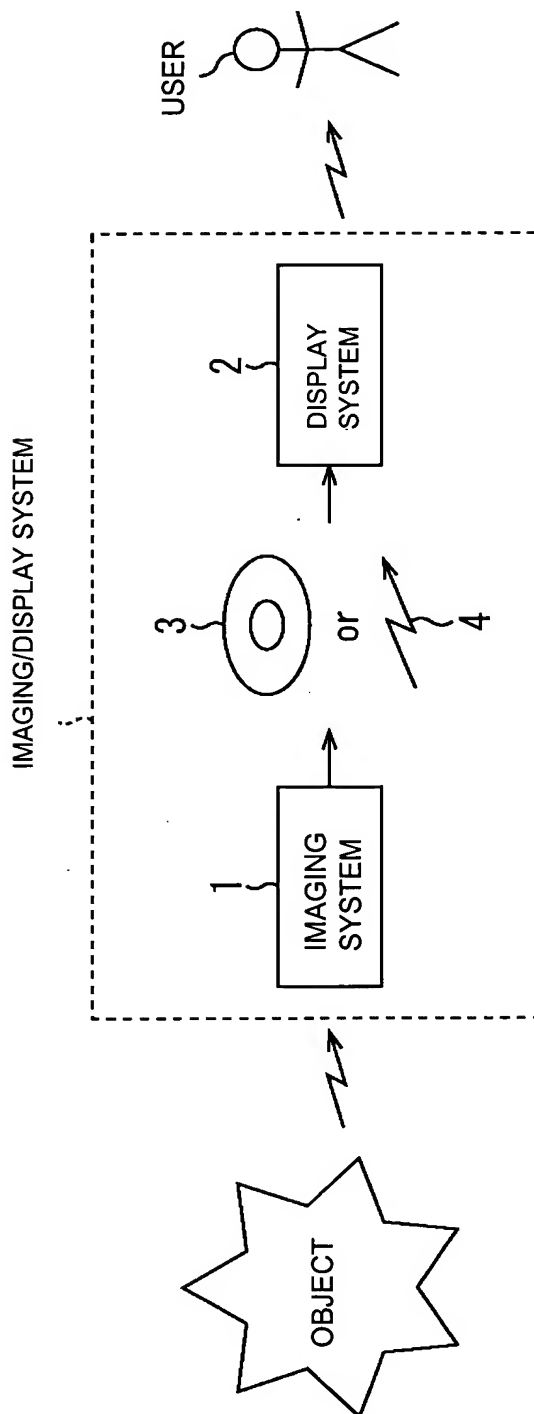 IMAGING/DISPLAY SYSTEM
OBJECT
1
IMAGING
SYSTEM
3
or
4
2
DISPLAY
SYSTEM
USER